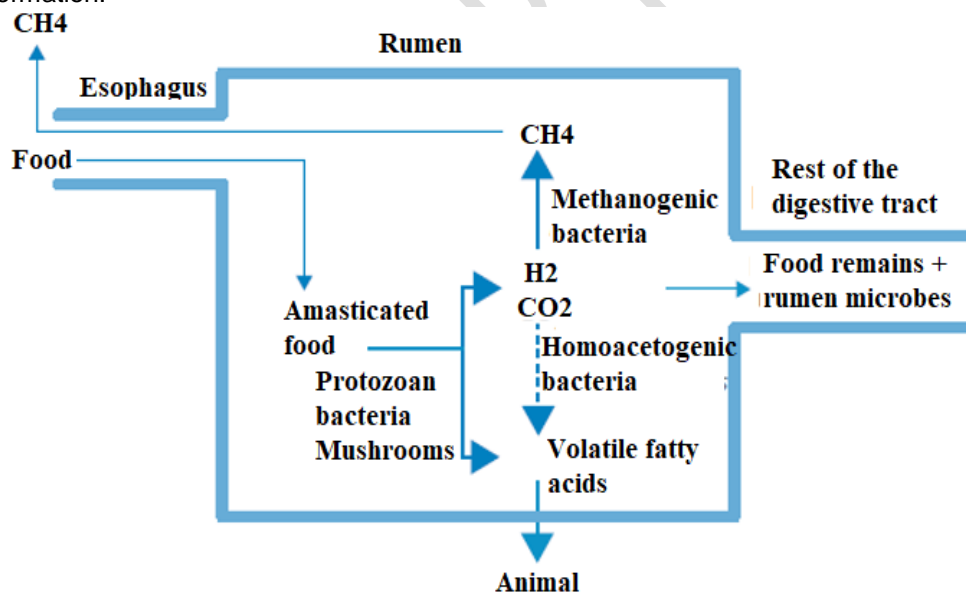 ormation.
CH4
Rumen
Esophagus
CH4
Food
Rest of the
digestive tract
Methanogenic
bacteria
H2
CO2
Food remains +
rumen microbes
Amasticated
food
Homoacetogenic
bacteria
Protozoan
bacteria
Mushrooms
Volatile fatty
acids
Animal